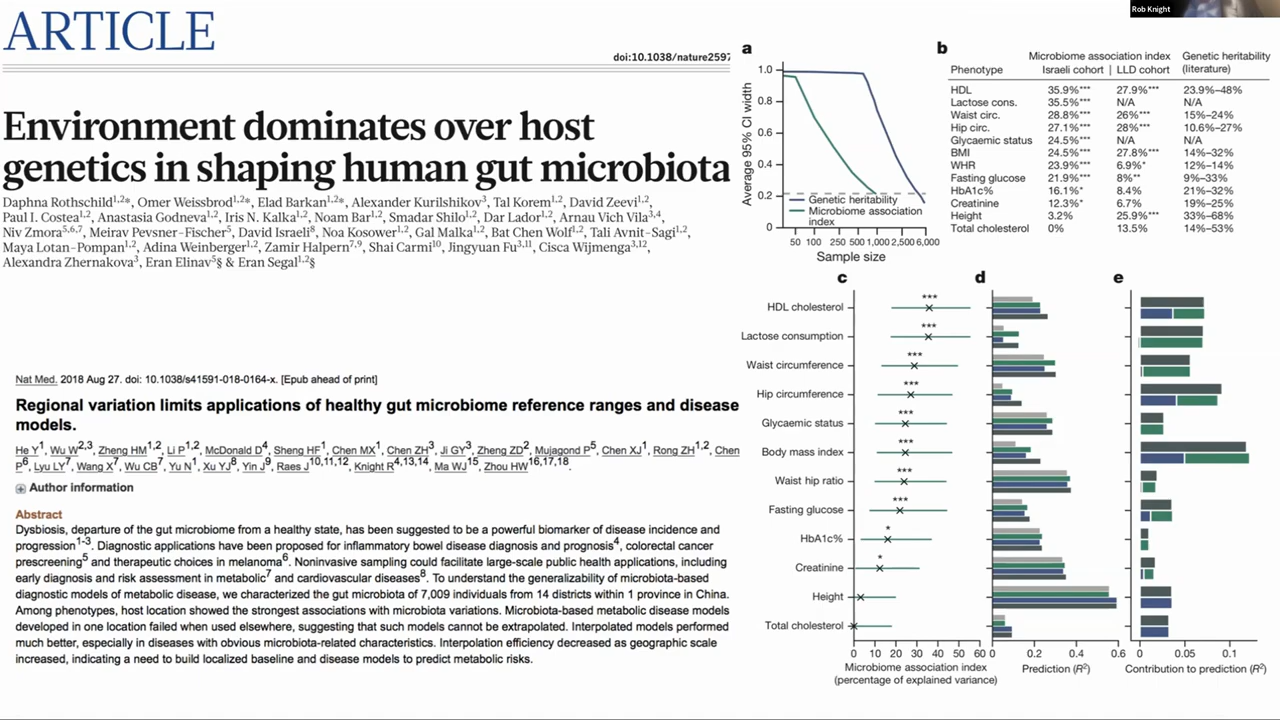 Rob Knight
ARTICLE
doi:10.1038/nature2597
Environment dominates over host
genetics in shaping human gut microbiota
Daphna Rothschild1,2*, Omer Weissbrod1,2*, Elad Barkan1,2*, Alexander Kurilshikov3, Tal Korem1,2, David Zeevi1,2,
Paul I. Costea1,2, Anastasia Godneva1,2, Iris N. Kalka1,2, Noam Bar1,2, Smadar Shilo1,2, Dar Lador1,2, Arnau Vich Vila3,4,
Niv Zmora5,6,7, Meirav Pevsner-Fischer5, David Israeli8, Noa Kosower1,2, Gal Malka1,2, Bat Chen Wolf1,2, Tali Avnit-Sagi1,2,
Maya Lotan-Pompan1,2, Adina Weinberger1,2, Zamir Halpern7,9, Shai Carmi10, Jingyuan Fu3,11, Cisca Wijmenga3,12,
Alexandra Zhernakova3, Eran Elinav5§ & Eran Segal1,2§
Nat Med. 2018 Aug 27. doi: 10.1038/s41591-018-0164-x. [Epub ahead of print]
Regional variation limits applications of healthy gut microbiome reference ranges and disease
models.
He Y1, Wu W2,3, Zheng HM1,2, Li P1,2, McDonald D4, Sheng HF1, Chen MX1, Chen ZH3, Ji GY3, Zheng ZD2, Mujagond P5, Chen XJ1, Rong ZH1,2, Chen
P6, Lyu LY7, Wang X7, Wu CB7, Yu N1, Xu YJ8, Yin J9, Raes J10,11,12, Knight R4,13,14, Ma WJ15, Zhou HW16,17,18.
Author information
Abstract
Dysbiosis, departure of the gut microbiome from a healthy state, has been suggested to be a powerful biomarker of disease incidence and
progression1-3. Diagnostic applications have been proposed for inflammatory bowel disease diagnosis and prognosis4, colorectal cancer
prescreening5 and therapeutic choices in melanoma6. Noninvasive sampling could facilitate large-scale public health applications, including
early diagnosis and risk assessment in metabolic7 and cardiovascular diseases8. To understand the generalizability of microbiota-based
diagnostic models of metabolic disease, we characterized the gut microbiota of 7,009 individuals from 14 districts within 1 province in China.
Among phenotypes, host location showed the strongest associations with microbiota variations. Microbiota-based metabolic disease models
developed in one location failed when used elsewhere, suggesting that such models cannot be extrapolated. Interpolated models performed
much better, especially in diseases with obvious microbiota-related characteristics. Interpolation efficiency decreased as geographic scale
increased, indicating a need to build localized baseline and disease models to predict metabolic risks.
a
Average 95% CI width
1.0
0.8
0.6
0.4
0.2
0
Genetic heritability
Microbiome association
index
50 100 250 500 1,000 2,500 6,000
Sample size
b
Microbiome association index Genetic heritability
Phenotype Israeli cohort | LLD cohort (literature)
HDL 35.9%*** 27.9%*** 23.9%–48%
Lactose cons. 35.5%*** N/A N/A
Waist circ. 28.8%*** 26%*** 15%–24%
Hip circ. 27.1%*** 28%*** 10.6%–27%
Glycaemic status 24.5%*** N/A N/A
BMI 24.5%*** 27.8%*** 14%–32%
WHR 23.9%*** 6.9%* 12%–14%
Fasting glucose 21.9%*** 8%** 9%–33%
HbA1c% 16.1%* 8.4% 21%–32%
Creatinine 12.3%* 6.7% 19%–25%
Height 3.2% 25.9%*** 33%–68%
Total cholesterol 0% 13.5% 14%–53%
c d e
HDL cholesterol ***
Lactose consumption ***
Waist circumference ***
Hip circumference ***
Glycaemic status ***
Body mass index ***
Waist hip ratio ***
Fasting glucose ***
HbA1c% *
Creatinine *
Height
Total cholesterol
0 10 20 30 40 50 60 0 0.2 0.4 0.6 0 0.05 0.1
Microbiome association index Prediction (R2) Contribution to prediction (R2)
(percentage of explained variance)